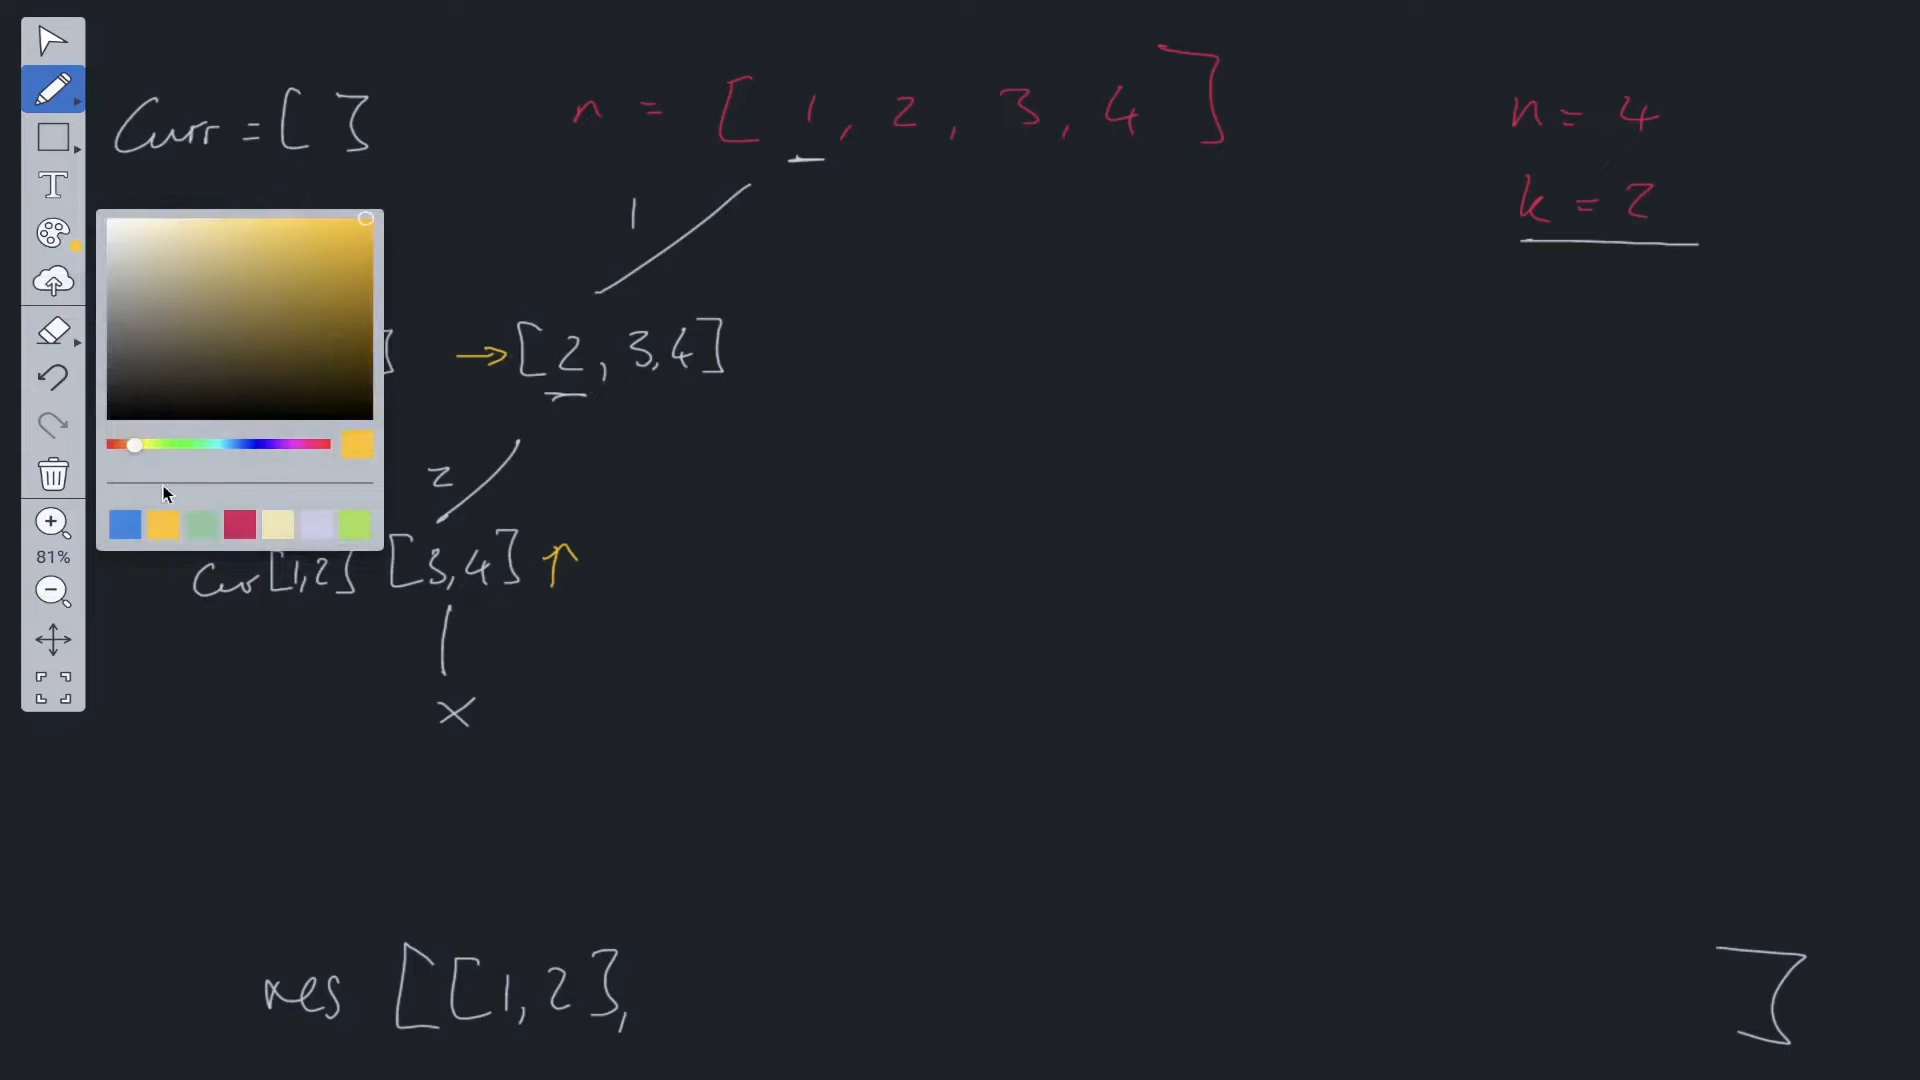 Curr = [ ] n = [ 1, 2, 3, 4 ] n = 4
k = 2
1
] → [ 2, 3, 4 ]
2
Cur [1,2] [3,4] ↑
x
81%
res [ [1,2], ]